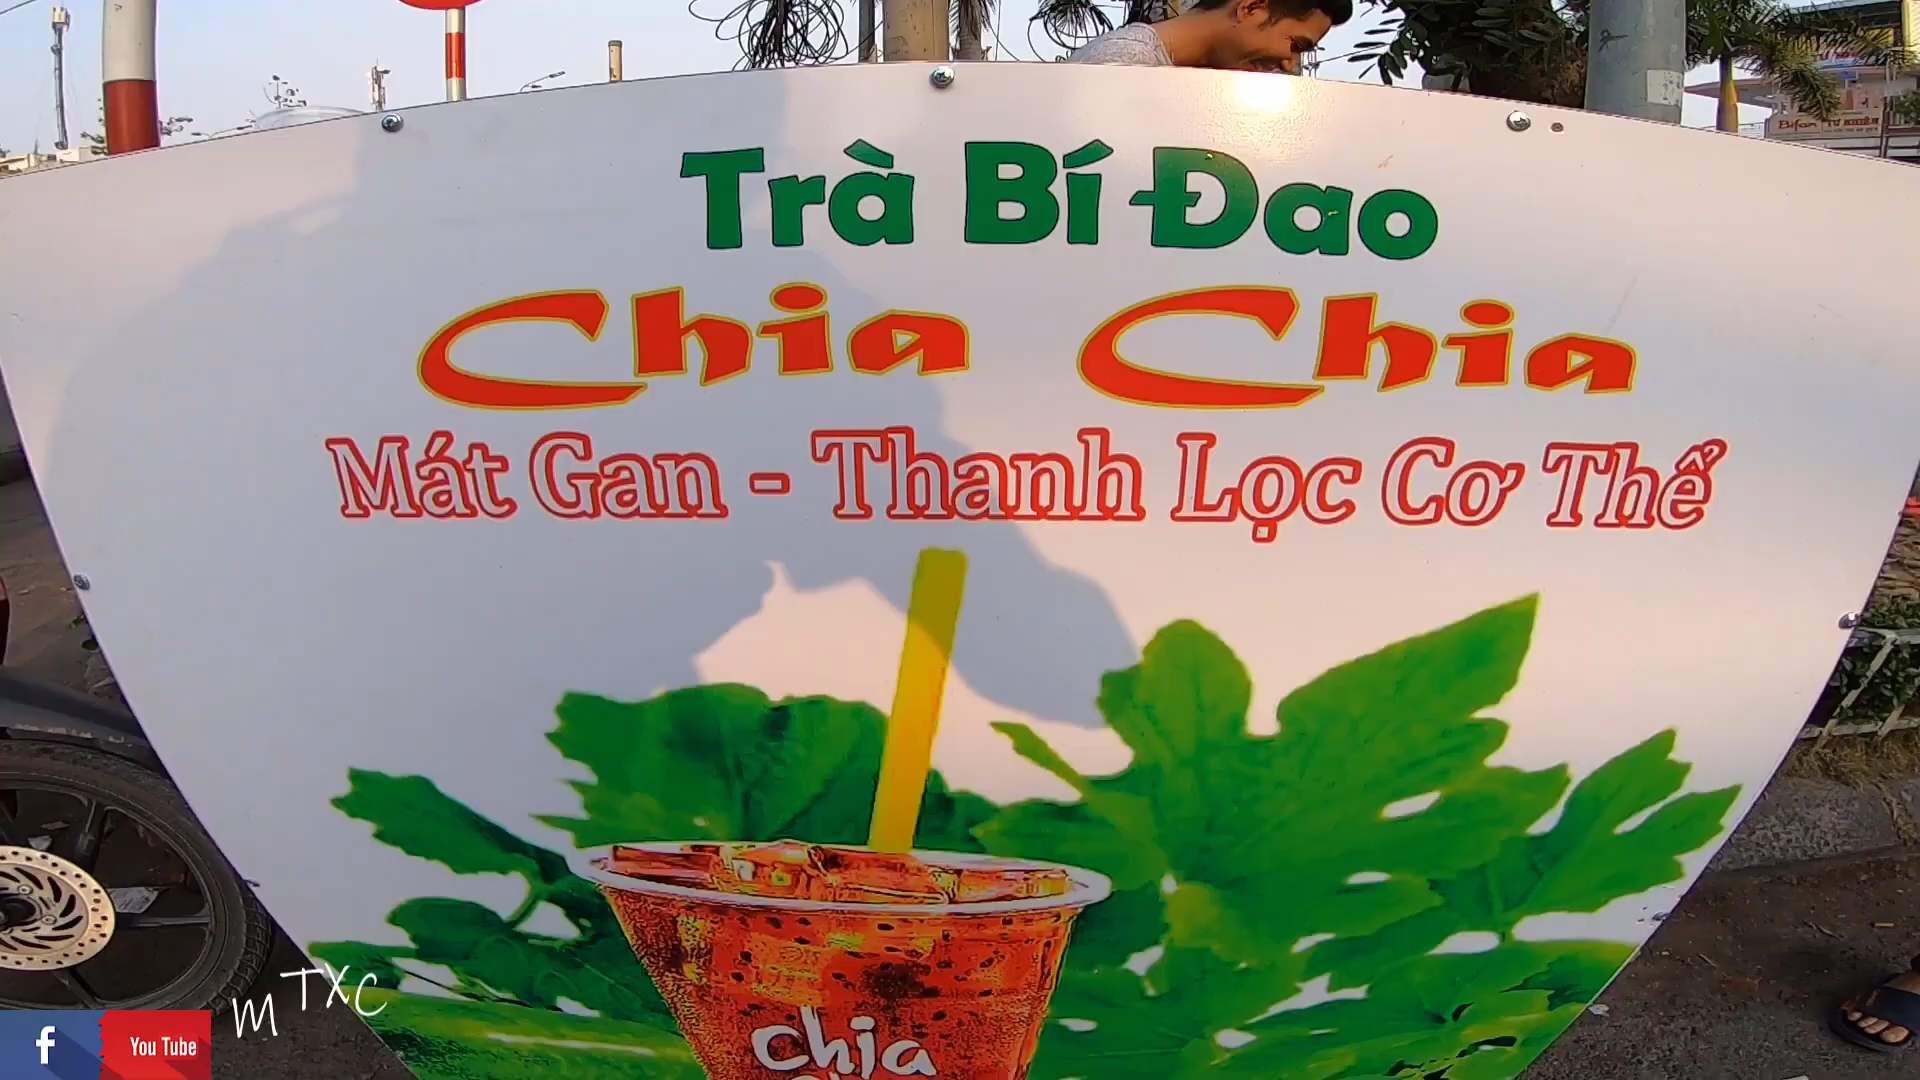 Trà Bí Đao
Chia Chia
Mát Gan - Thanh Lọc Cơ Thể
Chia
MTXC
f
You Tube